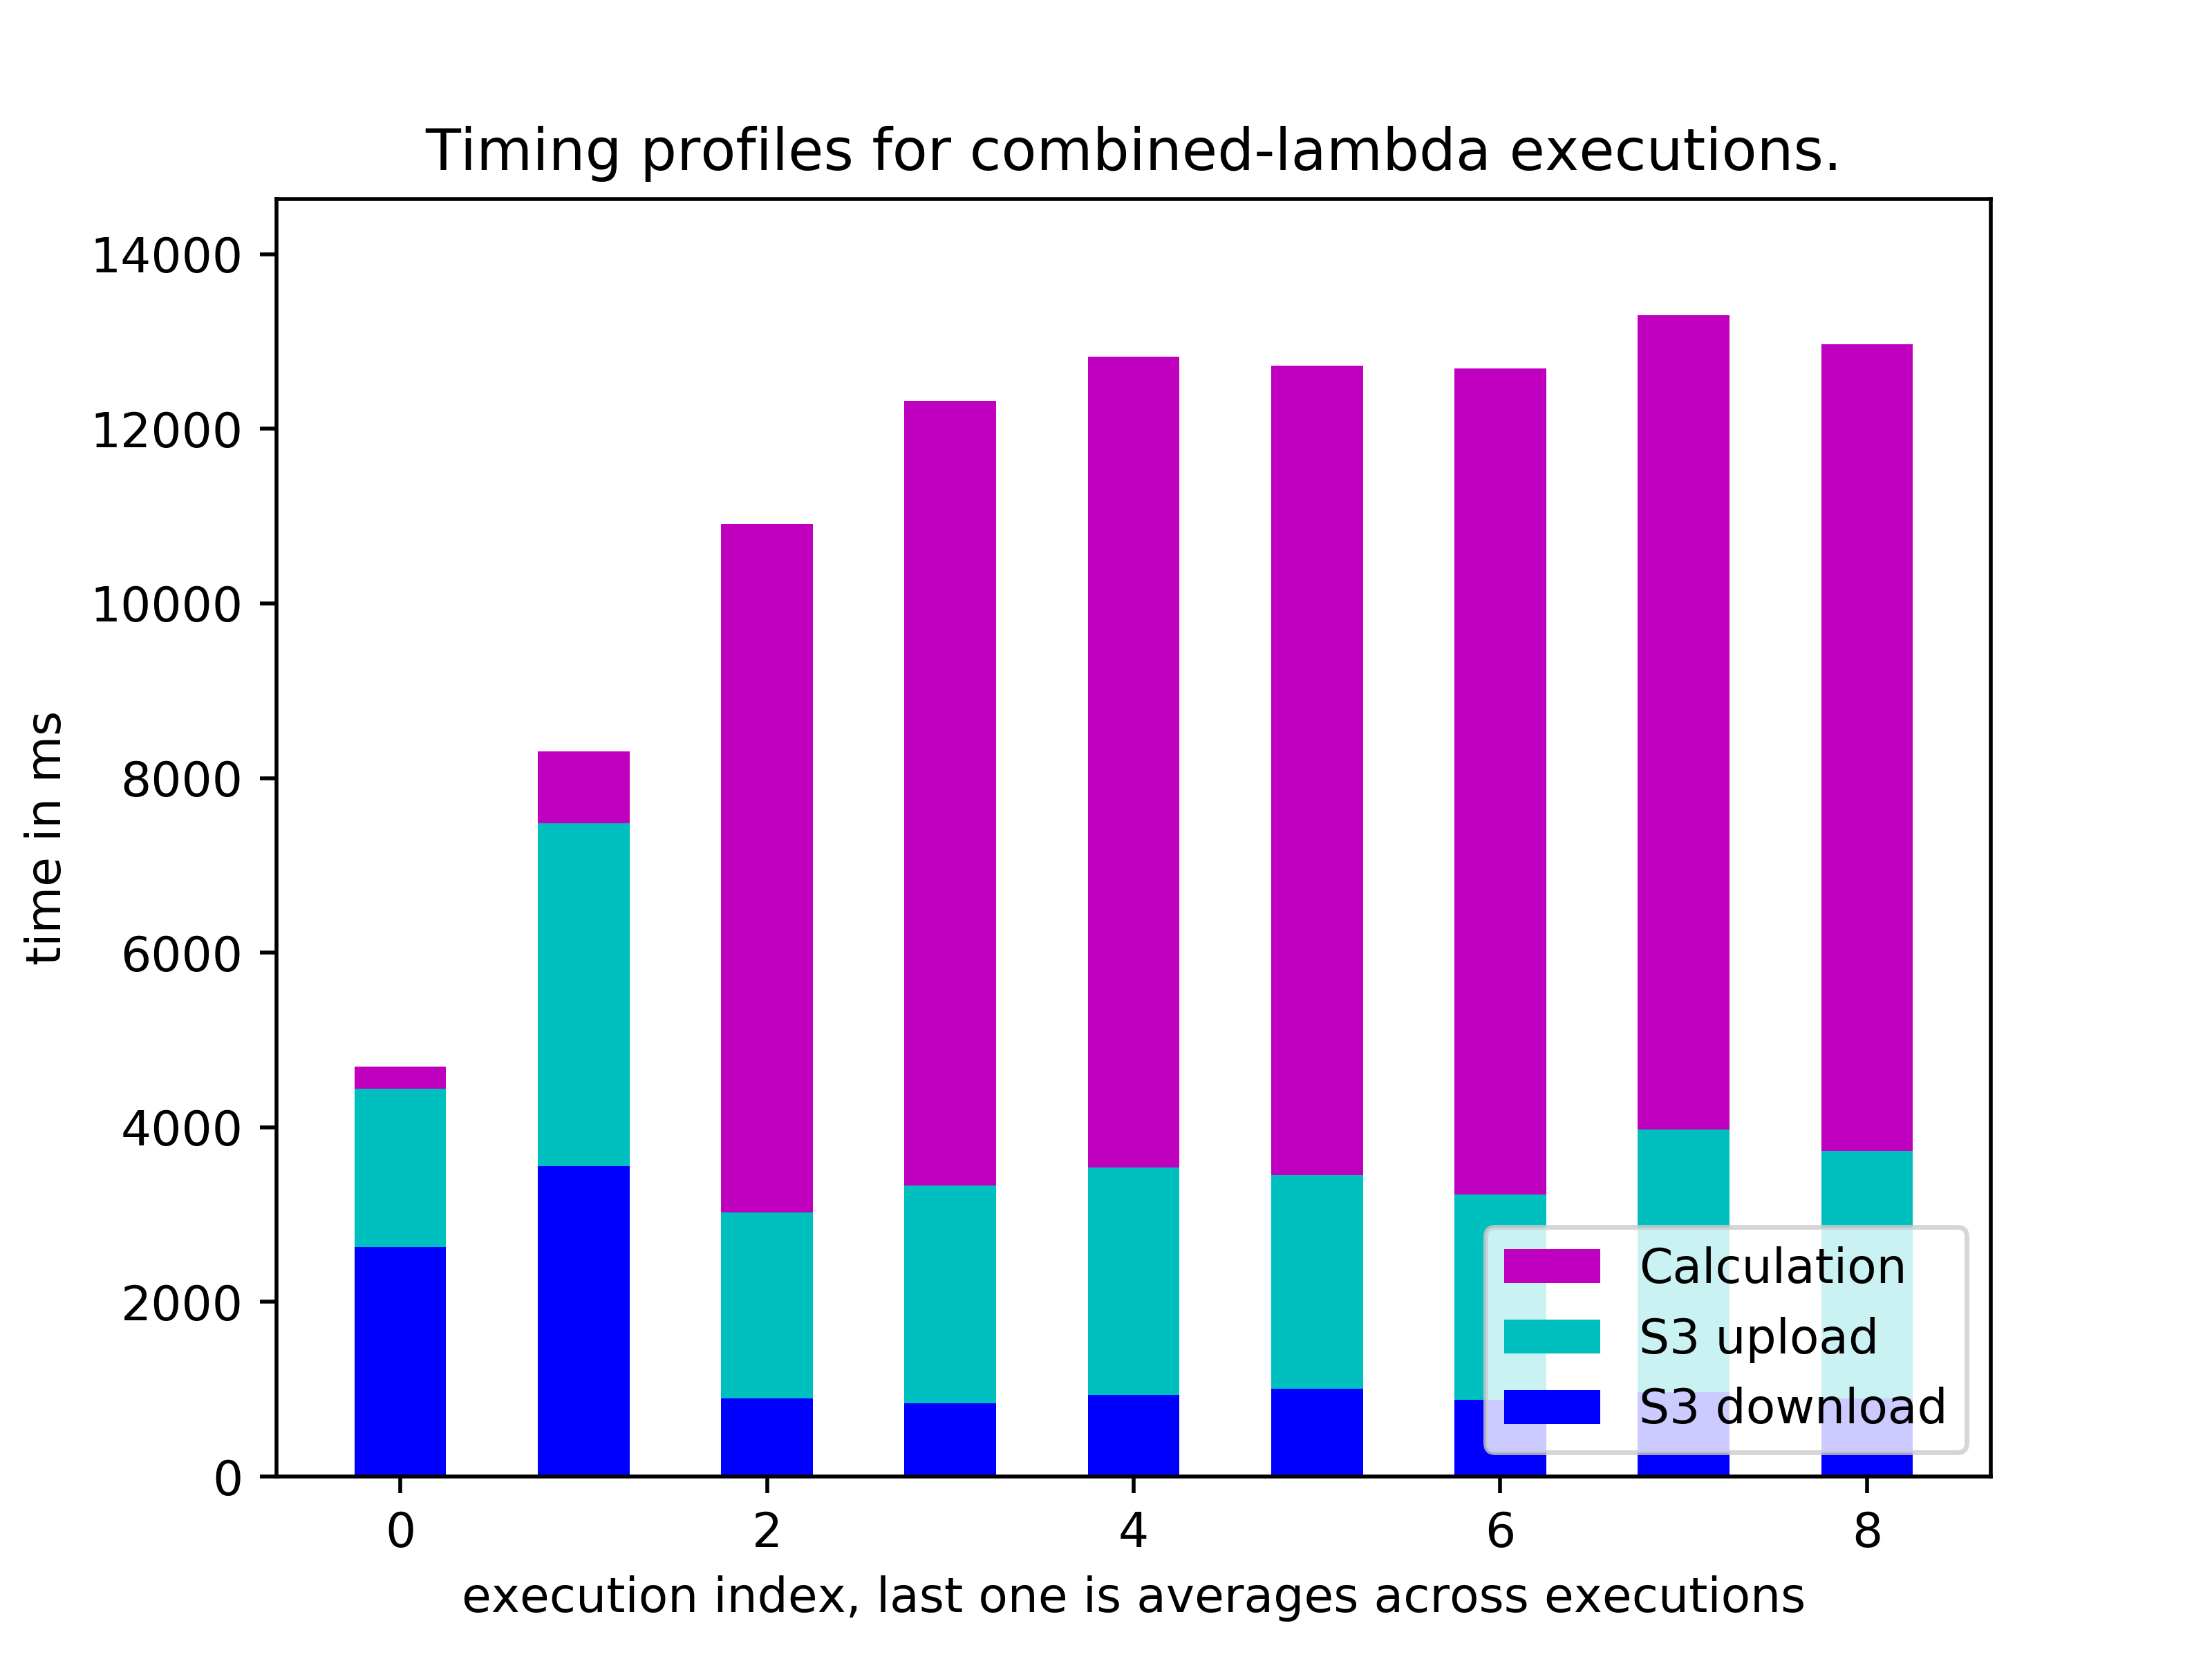 Timing profiles for combined-lambda executions.
14000
12000
10000
8000
6000
4000
2000
0
time in ms
Calculation
S3 upload
S3 download
0 2 4 6 8
execution index, last one is averages across executions